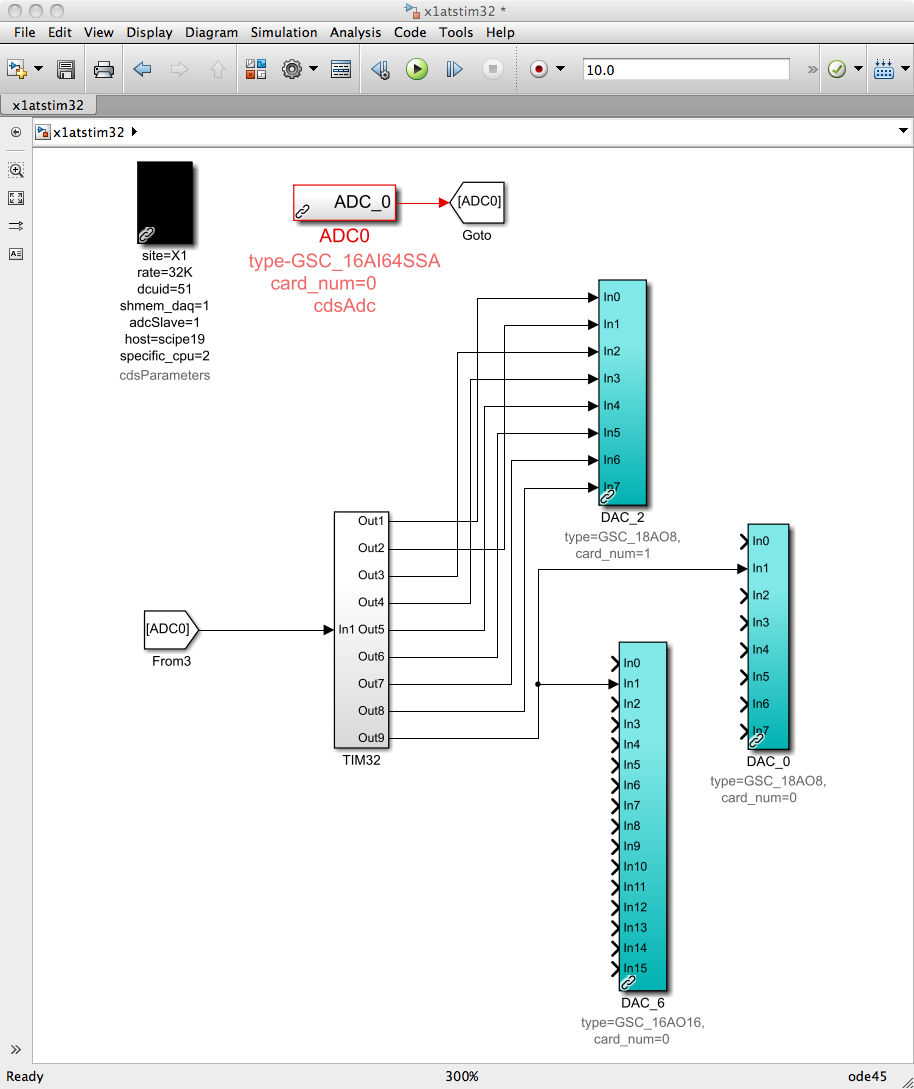 x1atstim32 *
File Edit View Display Diagram Simulation Analysis Code Tools Help
10.0
x1atstim32
x1atstim32
ADC_0
[ADC0]
ADC0
Goto
type-GSC_16AI64SSA
card_num=0
cdsAdc
site=X1
rate=32K
dcuid=51
shmem_daq=1
adcSlave=1
host=scipe19
specific_cpu=2
cdsParameters
In0
In1
In2
In3
In4
In5
In6
In7
DAC_2
type=GSC_18AO8,
card_num=1
[ADC0]
From3
In1
Out1
Out2
Out3
Out4
Out5
Out6
Out7
Out8
Out9
TIM32
In0
In1
In2
In3
In4
In5
In6
In7
DAC_0
type=GSC_18AO8,
card_num=0
In0
In1
In2
In3
In4
In5
In6
In7
In8
In9
In10
In11
In12
In13
In14
In15
DAC_6
type=GSC_16AO16,
card_num=0
Ready 300% ode45